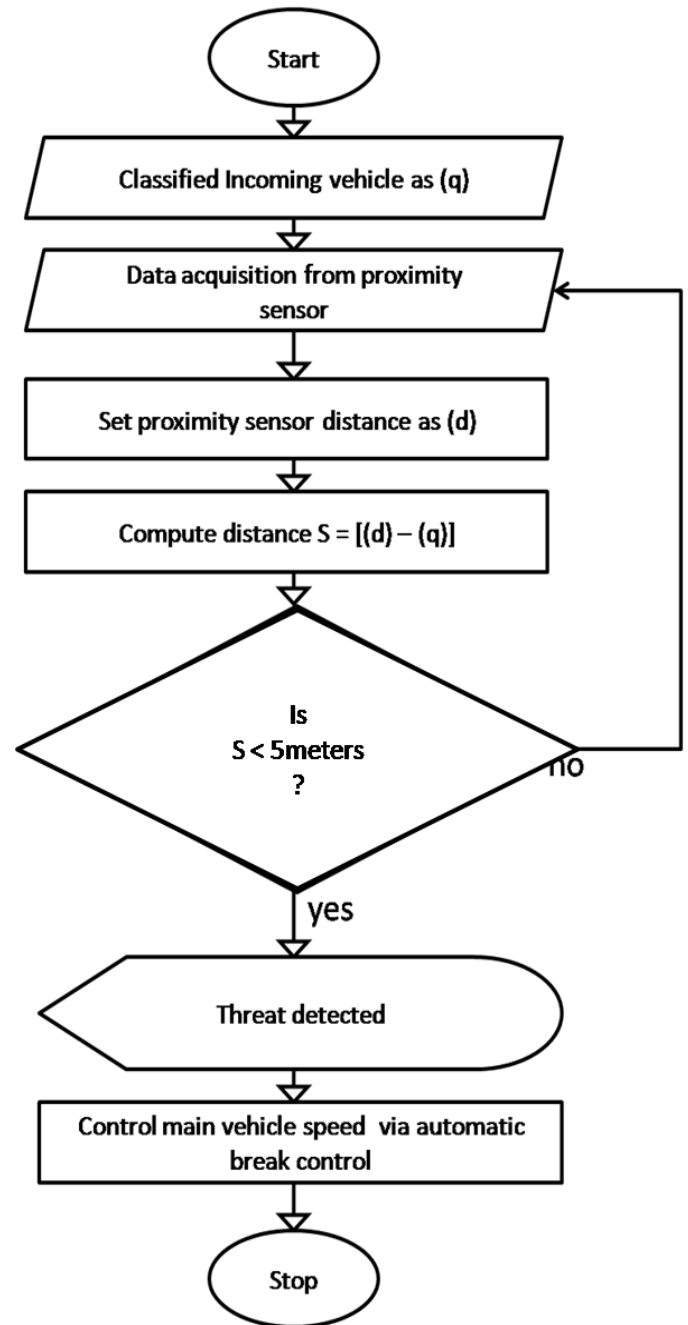 Start
Classified Incoming vehicle as (q)
Data acquisition from proximity
sensor
Set proximity sensor distance as (d)
Compute distance S = [(d) – (q)]
Is
S < 5meters
?
no
yes
Threat detected
Control main vehicle speed via automatic
break control
Stop